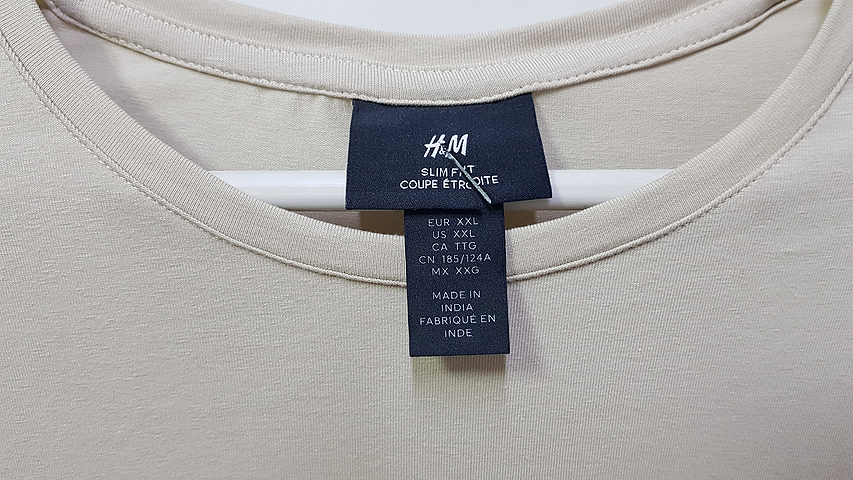 H&M
SLIM FIT
COUPE ÉTROITE
EUR XXL
US XXL
CA TTG
CN 185/124A
MX XXG
MADE IN
INDIA
FABRIQUÉ EN
INDE